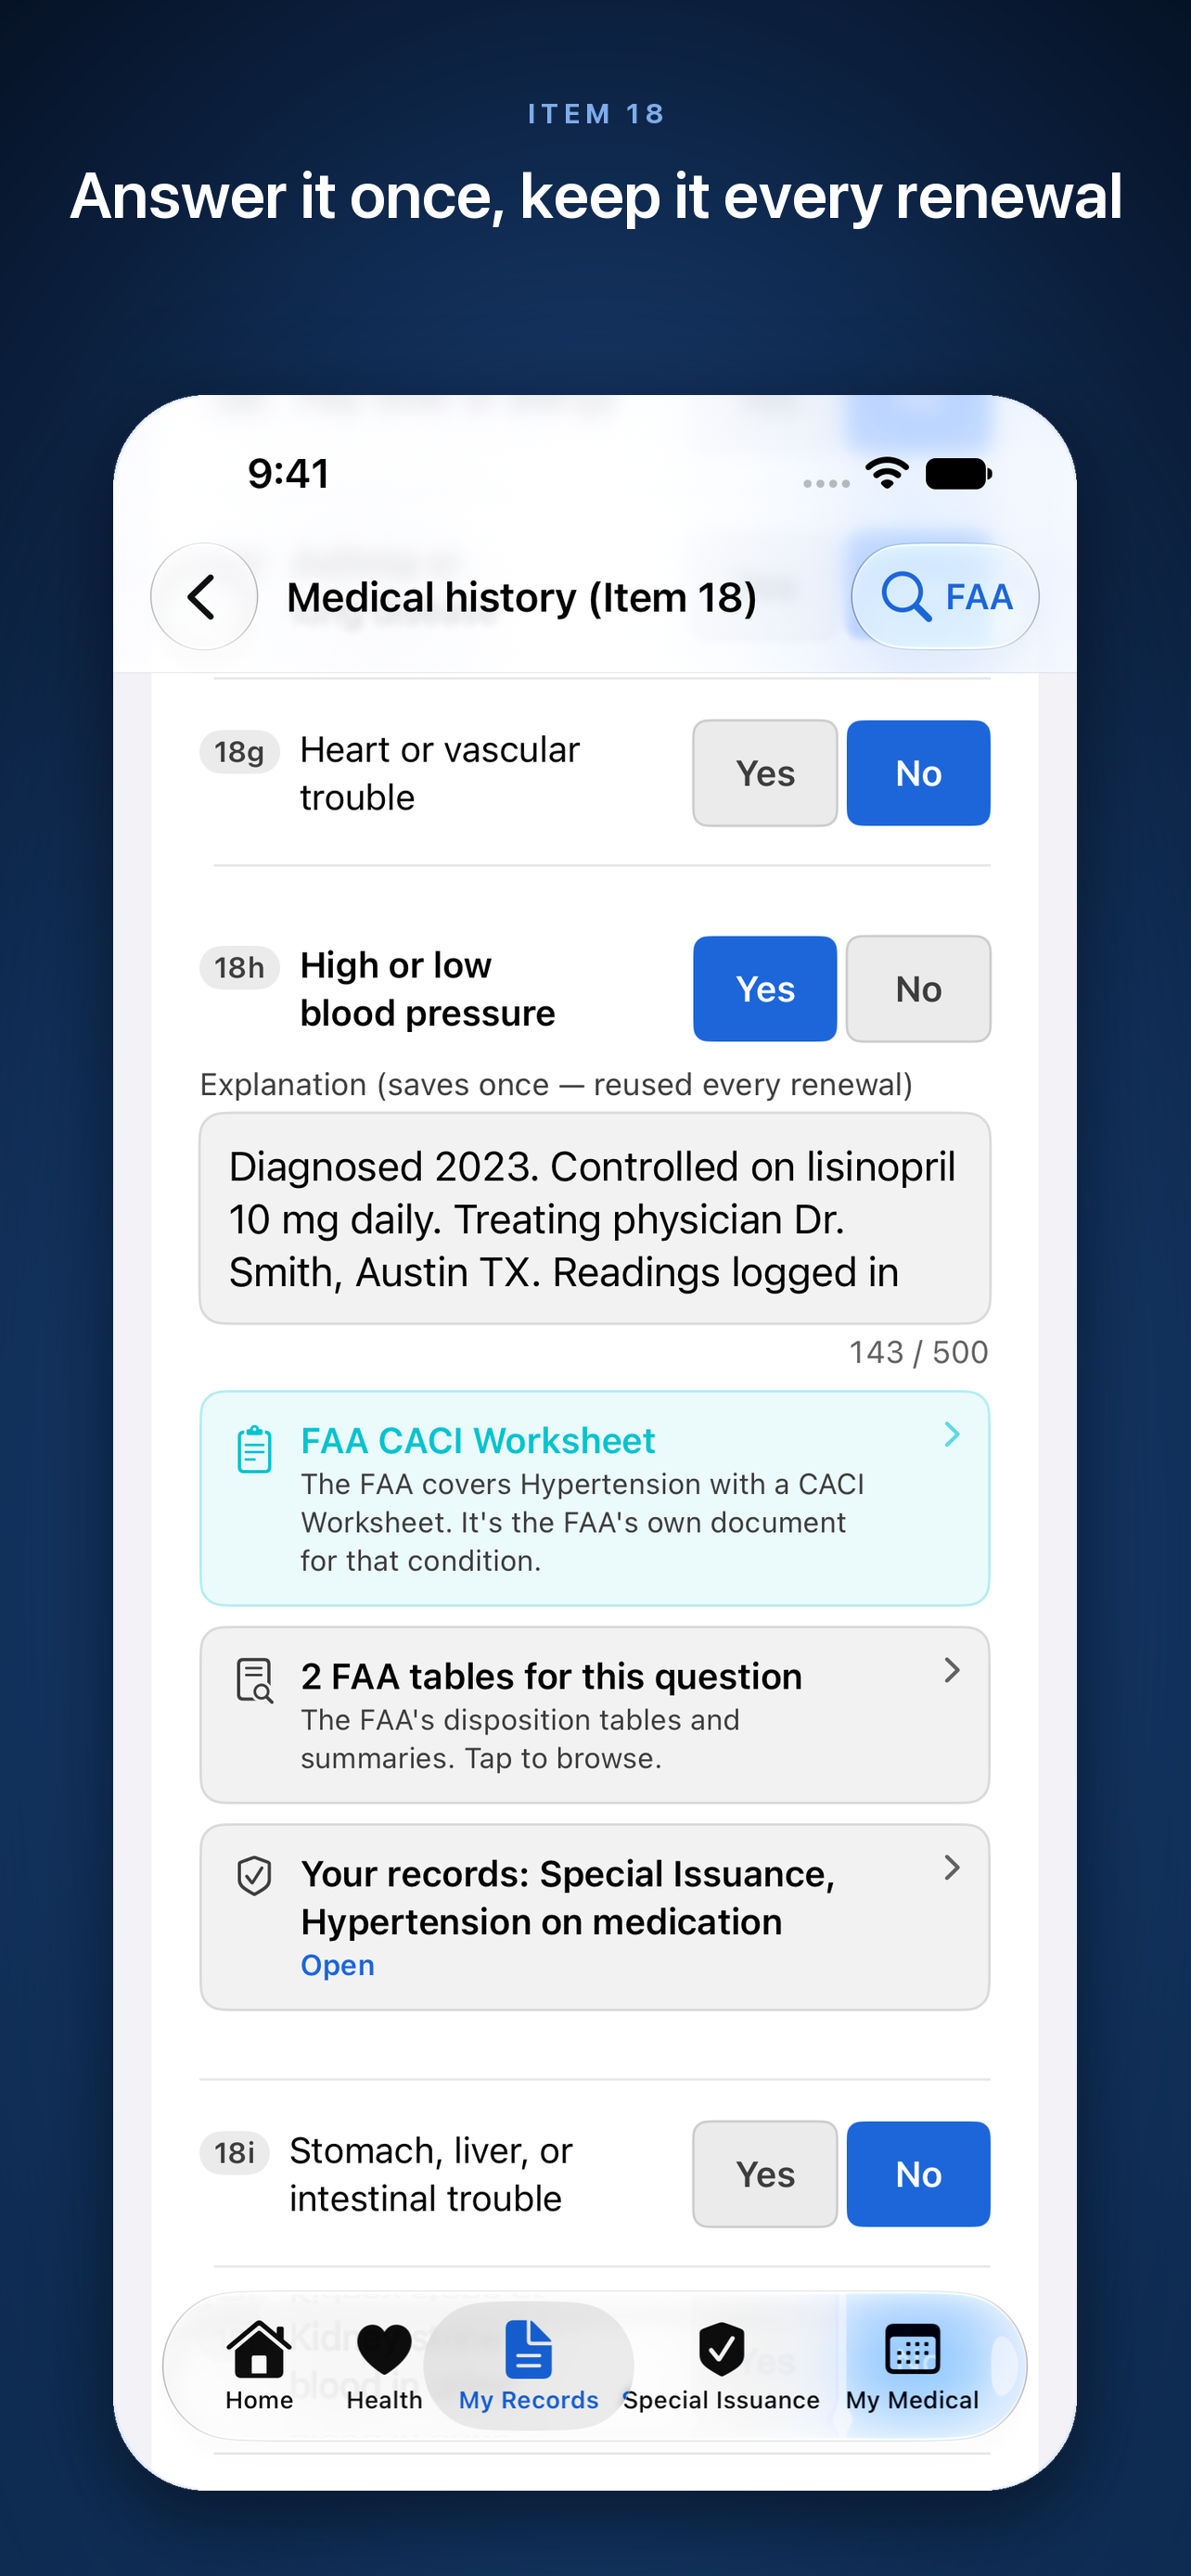 ITEM 18
Answer it once, keep it every renewal
9:41
Medical history (Item 18)
FAA
18g
Heart or vascular
trouble
Yes
No
18h
High or low
blood pressure
Yes
No
Explanation (saves once — reused every renewal)
Diagnosed 2023. Controlled on lisinopril
10 mg daily. Treating physician Dr.
Smith, Austin TX. Readings logged in
143 / 500
FAA CACI Worksheet
The FAA covers Hypertension with a CACI
Worksheet. It's the FAA's own document
for that condition.
2 FAA tables for this question
The FAA's disposition tables and
summaries. Tap to browse.
Your records: Special Issuance,
Hypertension on medication
Open
18i
Stomach, liver, or
intestinal trouble
Yes
No
Home
Health
My Records
Special Issuance
My Medical